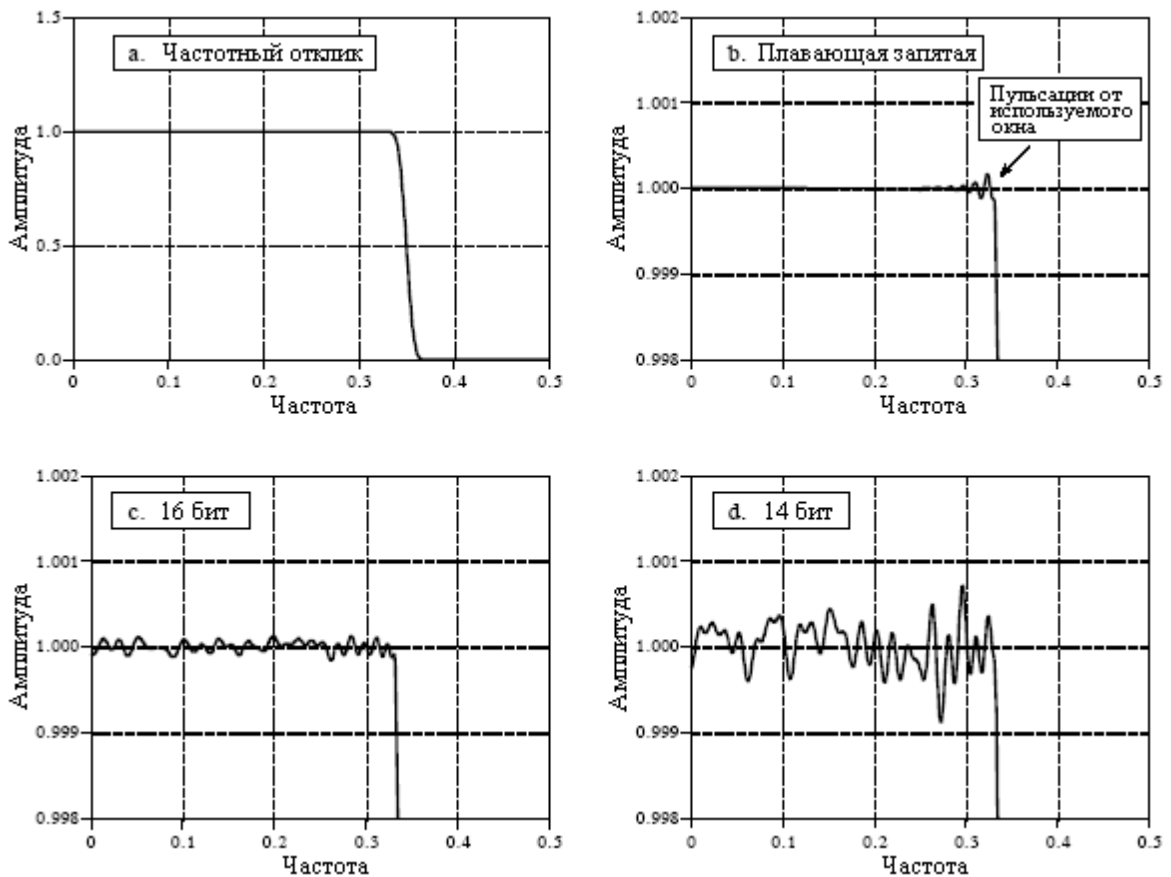 1.5
a. Частотный отклик
1.0
0.5
0.0
Амплитуда
0
0.1
0.2
0.3
0.4
0.5
Частота
1.002
b. Плавающая запятая
Пульсации от
используемого
окна
1.001
1.000
0.999
0.998
Амплитуда
0
0.1
0.2
0.3
0.4
0.5
Частота
1.002
c. 16 бит
1.001
1.000
0.999
0.998
Амплитуда
0
0.1
0.2
0.3
0.4
0.5
Частота
1.002
d. 14 бит
1.001
1.000
0.999
0.998
Амплитуда
0
0.1
0.2
0.3
0.4
0.5
Частота